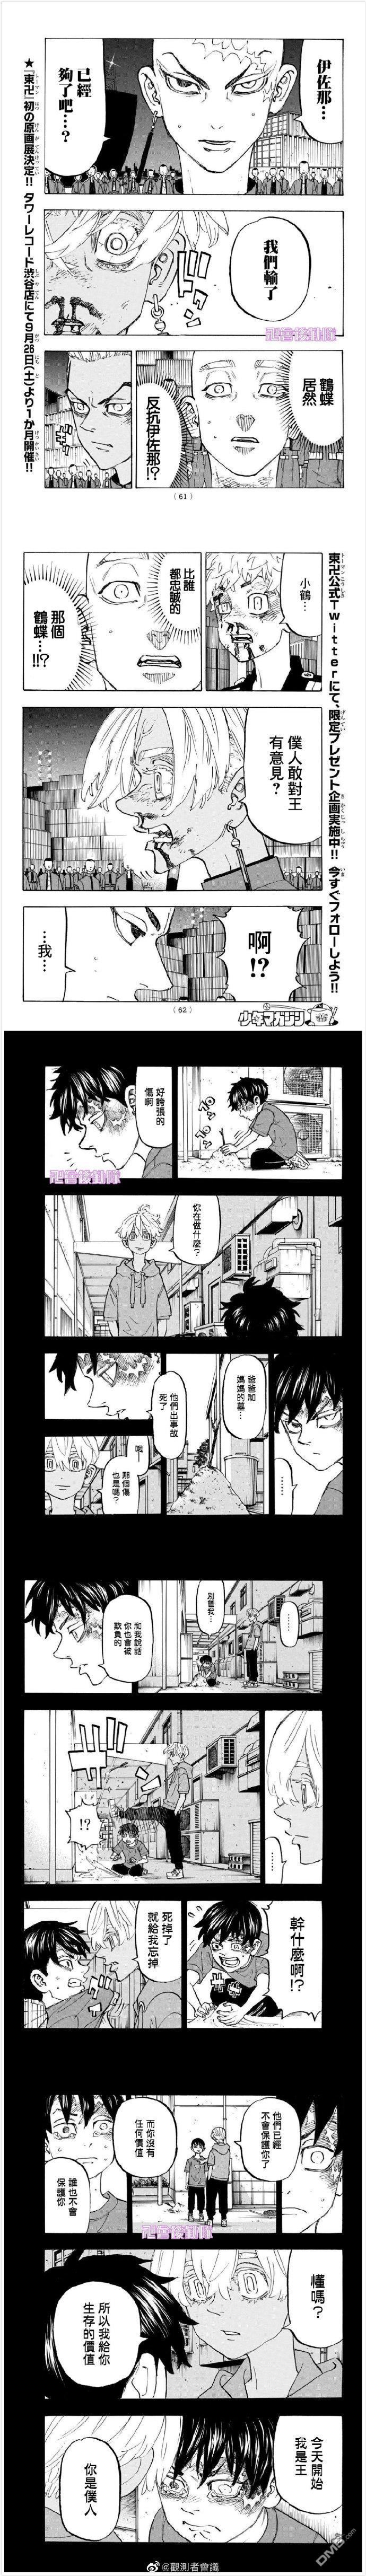 伊佐那…
已經
夠了吧…?
★『東卍』初の原画展決定!! タワーレコード渋谷店にて9月26日(土)より1か月開催!!
我們輸了
ドクン
鶴蝶
居然
反抗伊佐那!?
(61)
東卍公式Twitterにて、限定プレゼント企画実施中!! 今すぐフォローしよう!!
小鶴…
比誰
都忠誠的
那個
鶴蝶…!!?
僕人敢對王
有意見?
啊!?
…我…
(62)
少年マガジン
好誇張的
傷啊
你在做什麼?
爸爸和
媽媽的墓…
他們出事故
死了
……
哦
那個傷
也是嗎?
……
別管我…
和我說話
你也會被
欺負的
……
!?
幹什麼啊!?
死掉了
就給我忘掉
他們已經
不會保護你了
而你沒有
任何價值
誰也不會
保護你
懂嗎?
所以我給你
生存的價值
今天開始
我是王
你是僕人
@觀測者會議
DM5.com